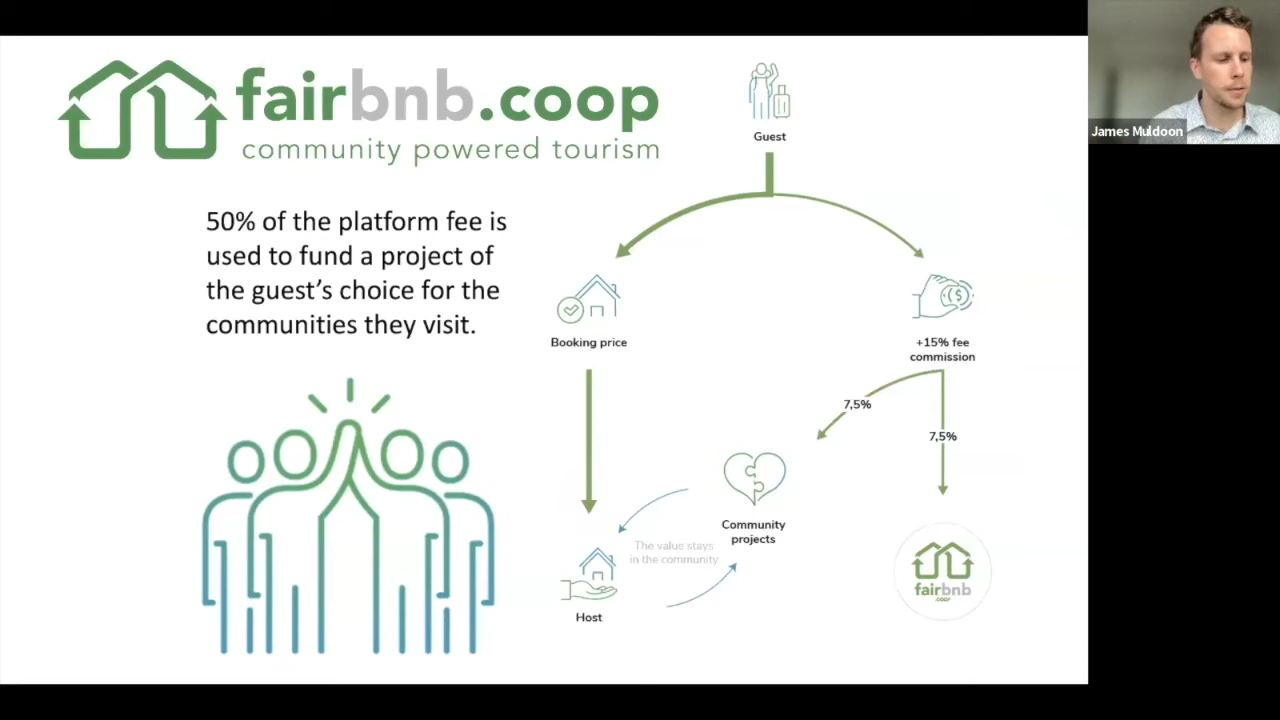 fairbnb.coop
community powered tourism
50% of the platform fee is
used to fund a project of
the guest’s choice for the
communities they visit.
Guest
Booking price
+15% fee
commission
7,5%
7,5%
Community
projects
The value stays
in the community
Host
fairbnb
.coop
James Muldoon